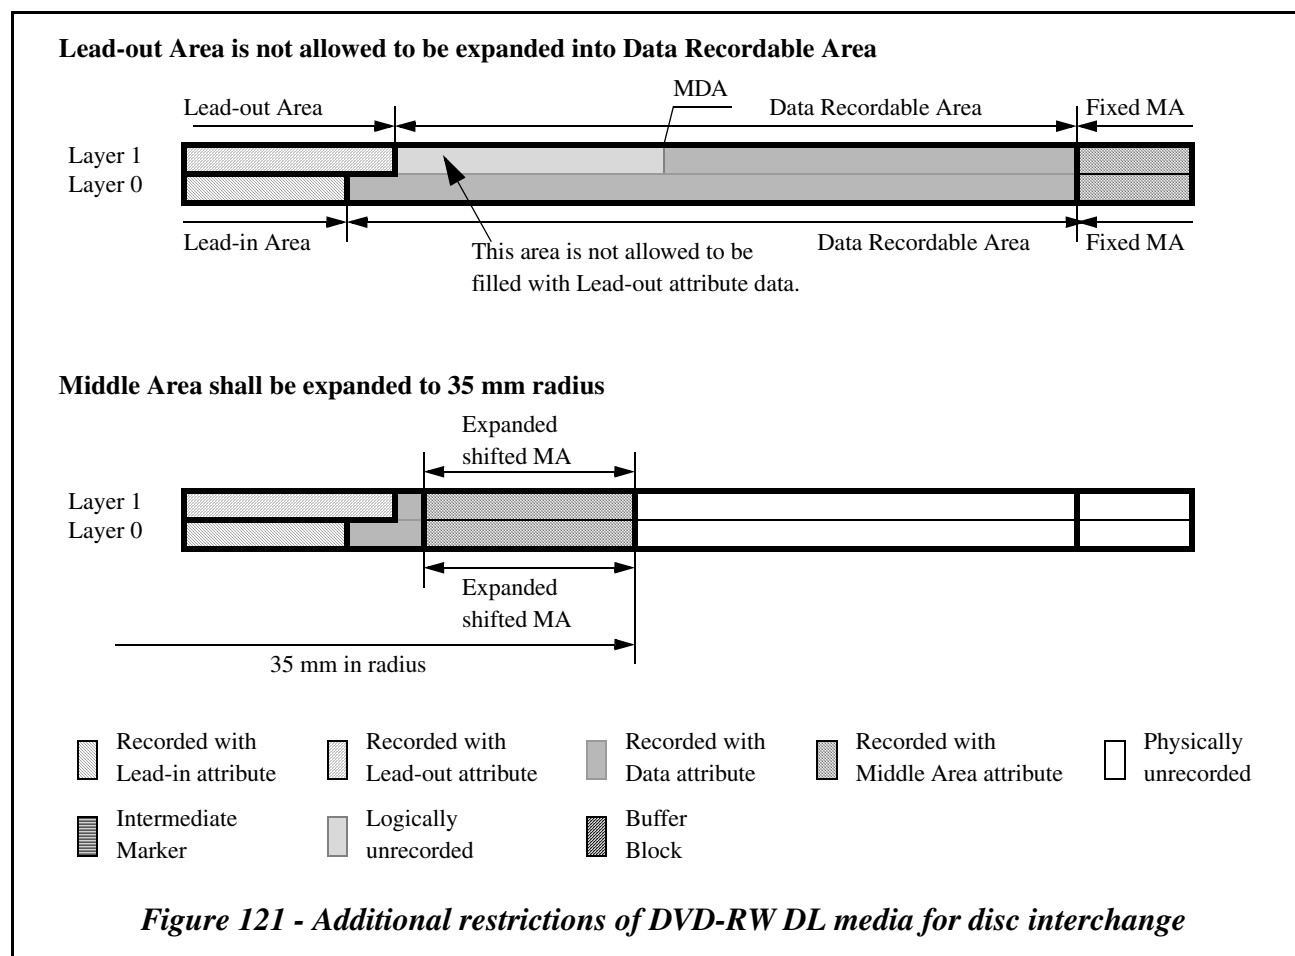 Lead-out Area is not allowed to be expanded into Data Recordable Area
MDA
Lead-out Area
Data Recordable Area
Fixed MA
Layer 1
Layer 0
Lead-in Area
Data Recordable Area
Fixed MA
This area is not allowed to be
filled with Lead-out attribute data.
Middle Area shall be expanded to 35 mm radius
Expanded
shifted MA
Layer 1
Layer 0
Expanded
shifted MA
35 mm in radius
Recorded with
Lead-in attribute
Recorded with
Lead-out attribute
Recorded with
Data attribute
Recorded with
Middle Area attribute
Physically
unrecorded
Intermediate
Marker
Logically
unrecorded
Buffer
Block
Figure 121 - Additional restrictions of DVD-RW DL media for disc interchange